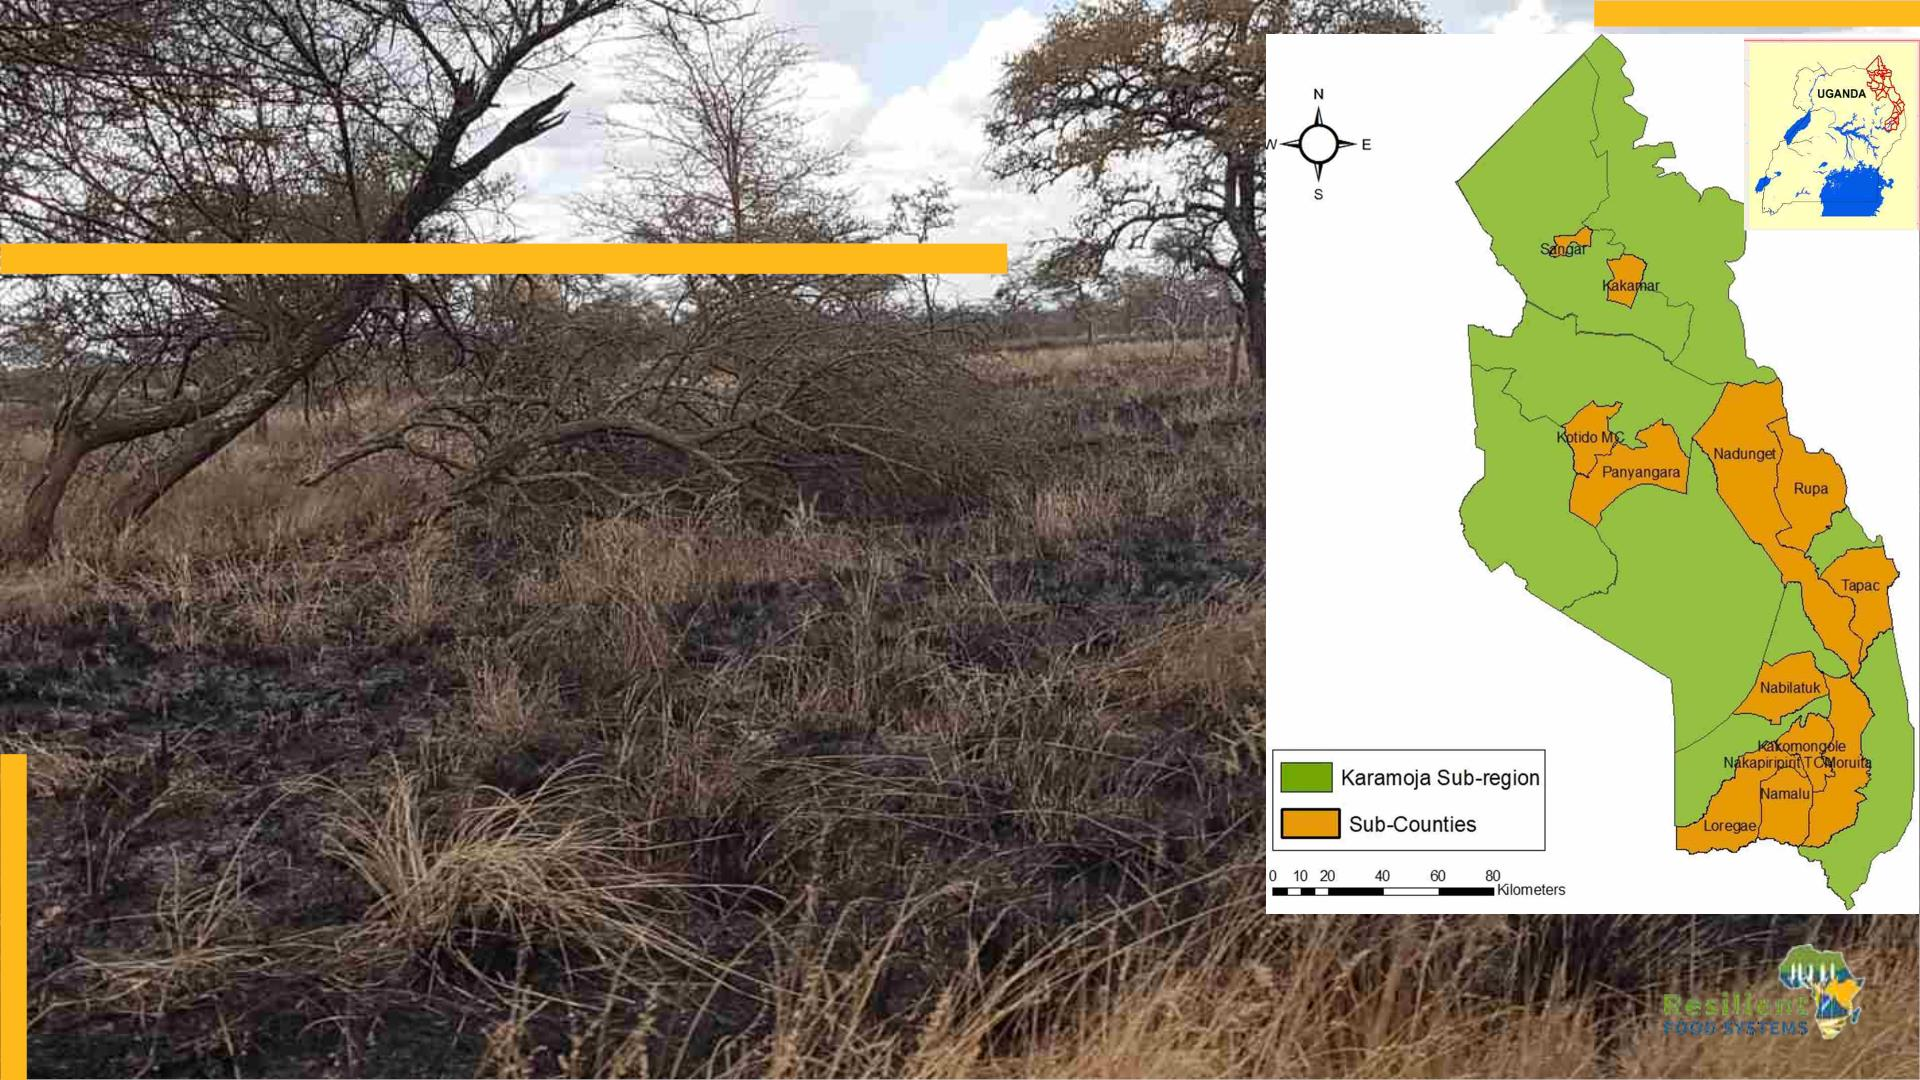 UGANDA
N
W
E
S
Sangar
Kakamar
Kotido MC
Panyangara
Nadunget
Rupa
Tapac
Nabilatuk
Kakomongole
Nakapiripirit TC
Moruita
Namalu
Loregae
Karamoja Sub-region
Sub-Counties
0 10 20 40 60 80
Kilometers
Resilient
FOOD SYSTEMS